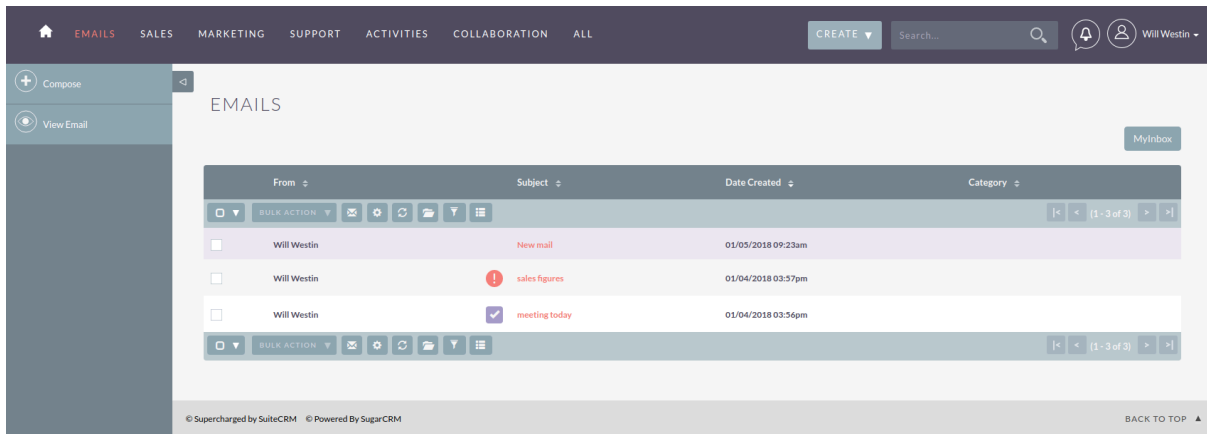 EMAILS SALES MARKETING SUPPORT ACTIVITIES COLLABORATION ALL CREATE ▼ Search... Will Westin
Compose
View Email
EMAILS
MyInbox
From Subject Date Created Category
BULK ACTION ▼ |< < (1 - 3 of 3) > >|
Will Westin New mail 01/05/2018 09:23am
Will Westin sales figures 01/04/2018 03:57pm
Will Westin meeting today 01/04/2018 03:56pm
BULK ACTION ▼ |< < (1 - 3 of 3) > >|
© Supercharged by SuiteCRM © Powered By SugarCRM BACK TO TOP ▲